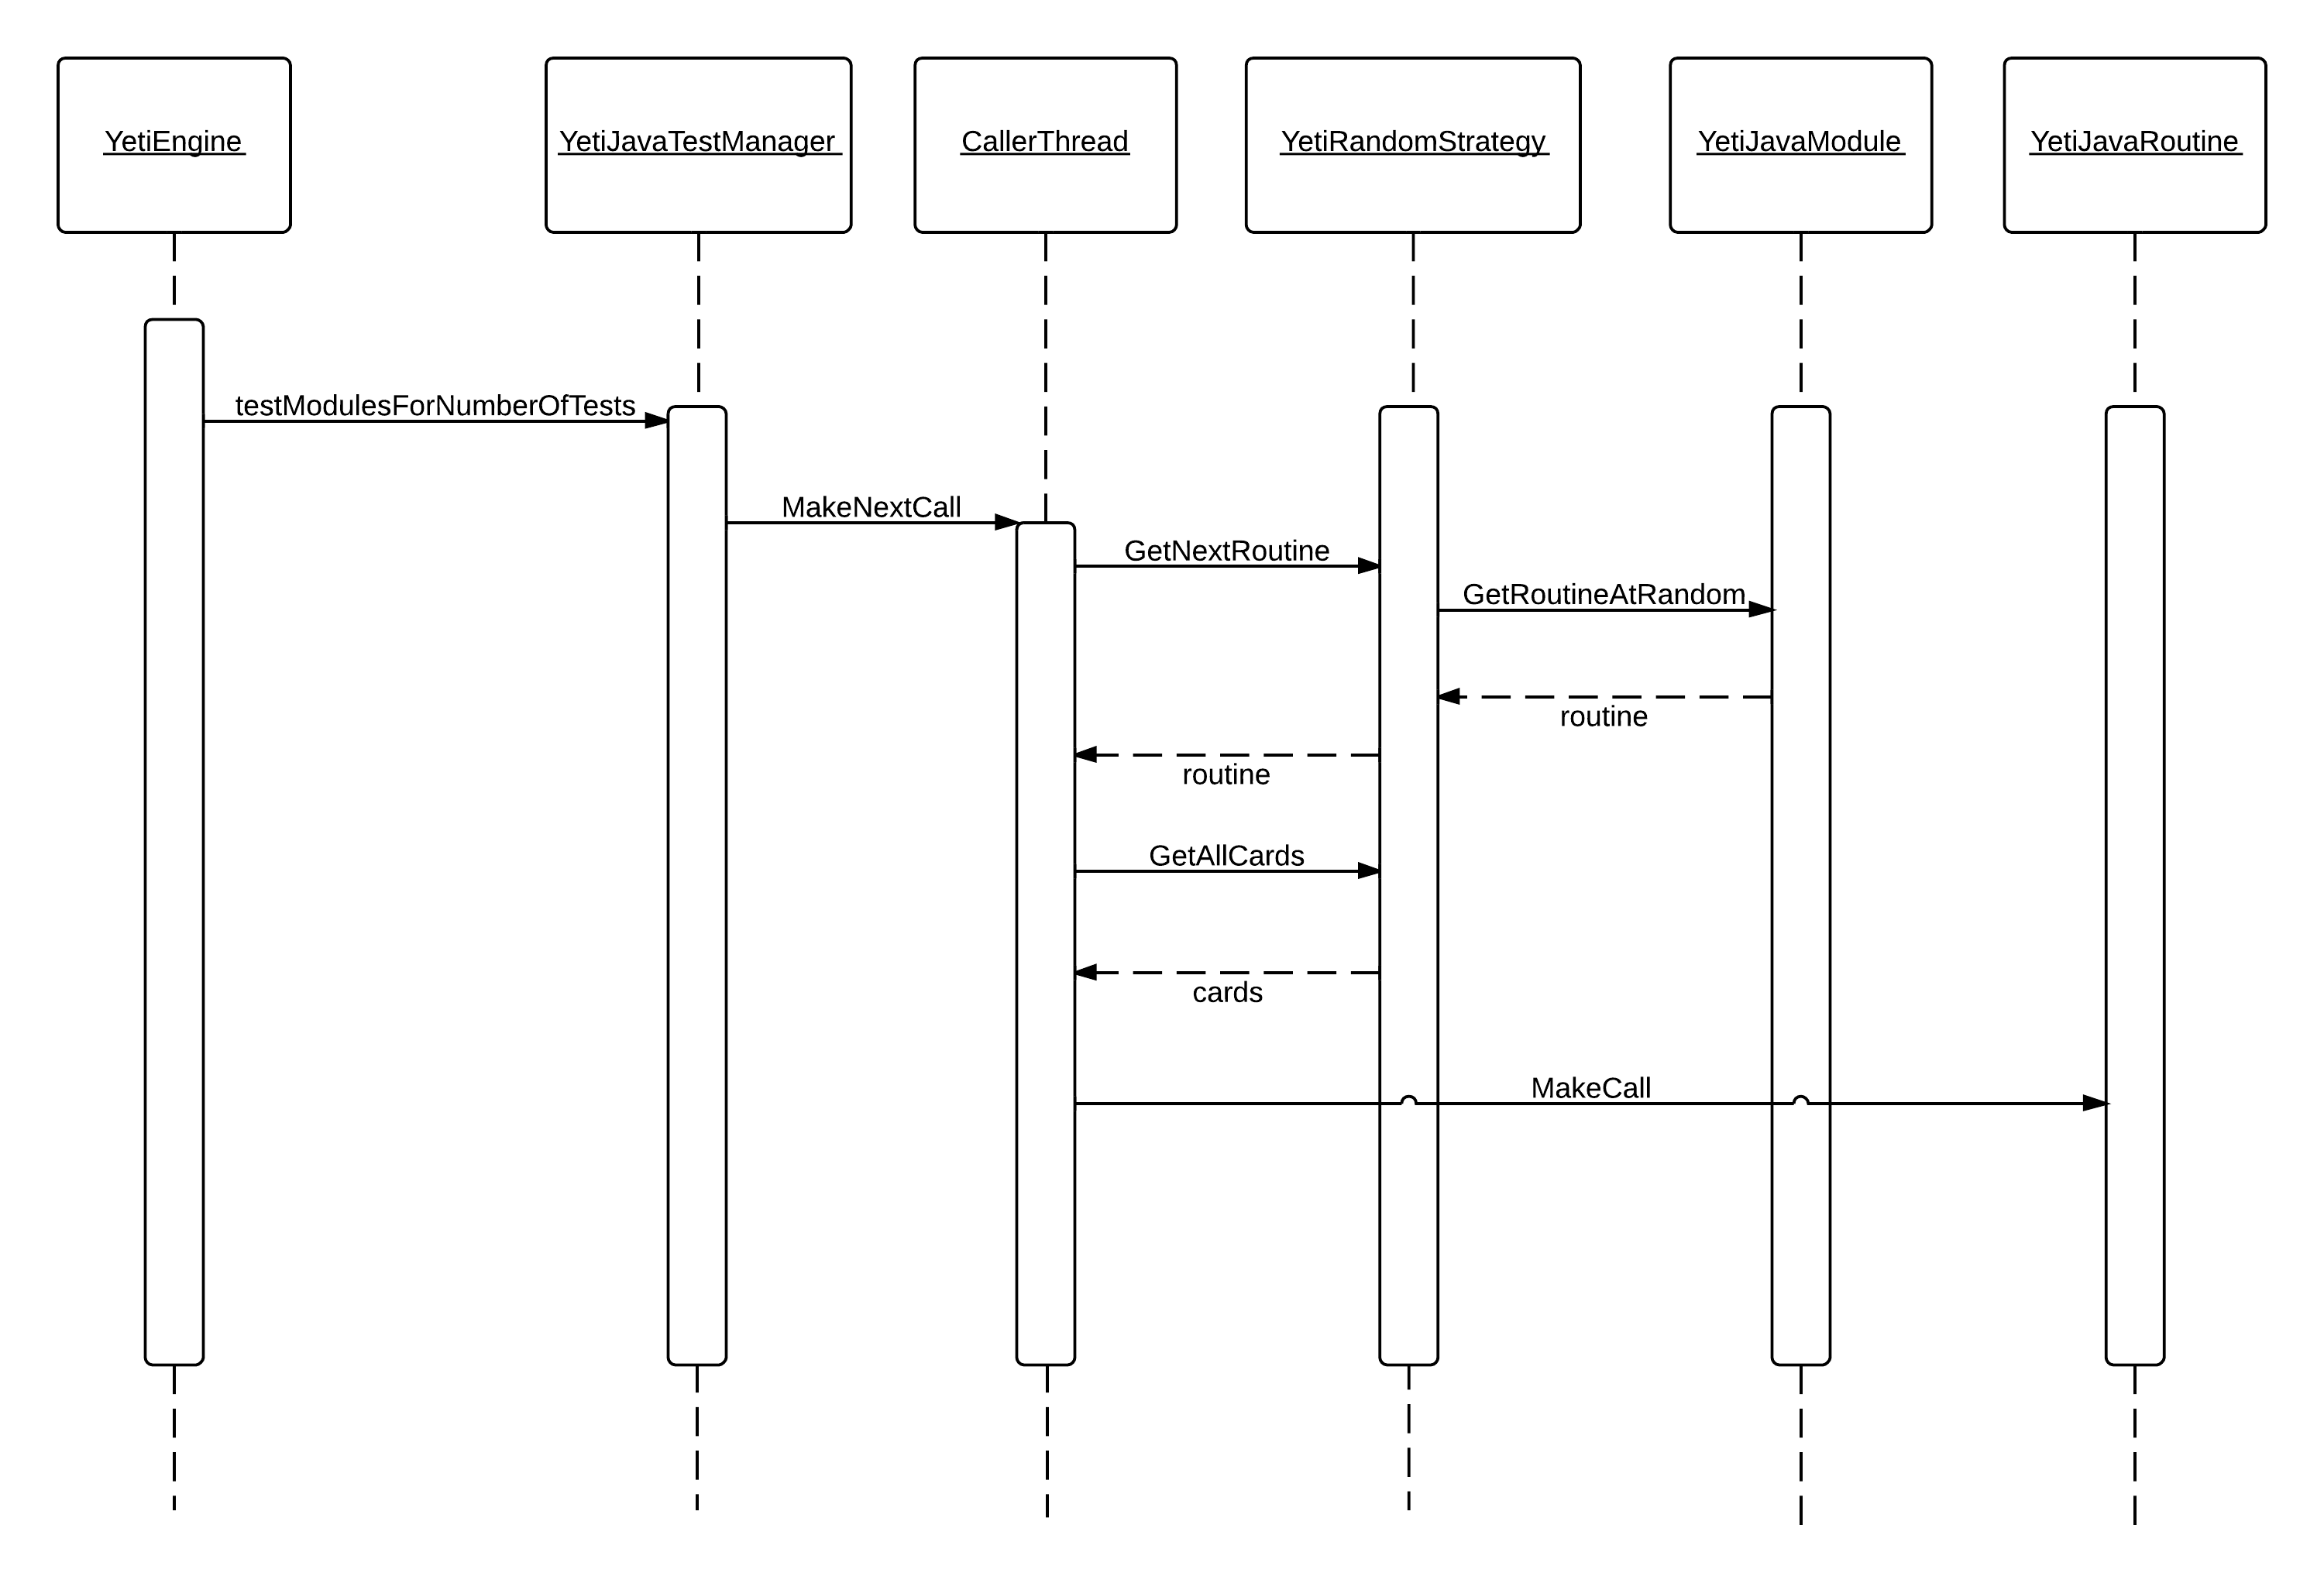 YetiEngine
YetiJavaTestManager
CallerThread
YetiRandomStrategy
YetiJavaModule
YetiJavaRoutine
testModulesForNumberOfTests
MakeNextCall
GetNextRoutine
GetRoutineAtRandom
routine
routine
GetAllCards
cards
MakeCall